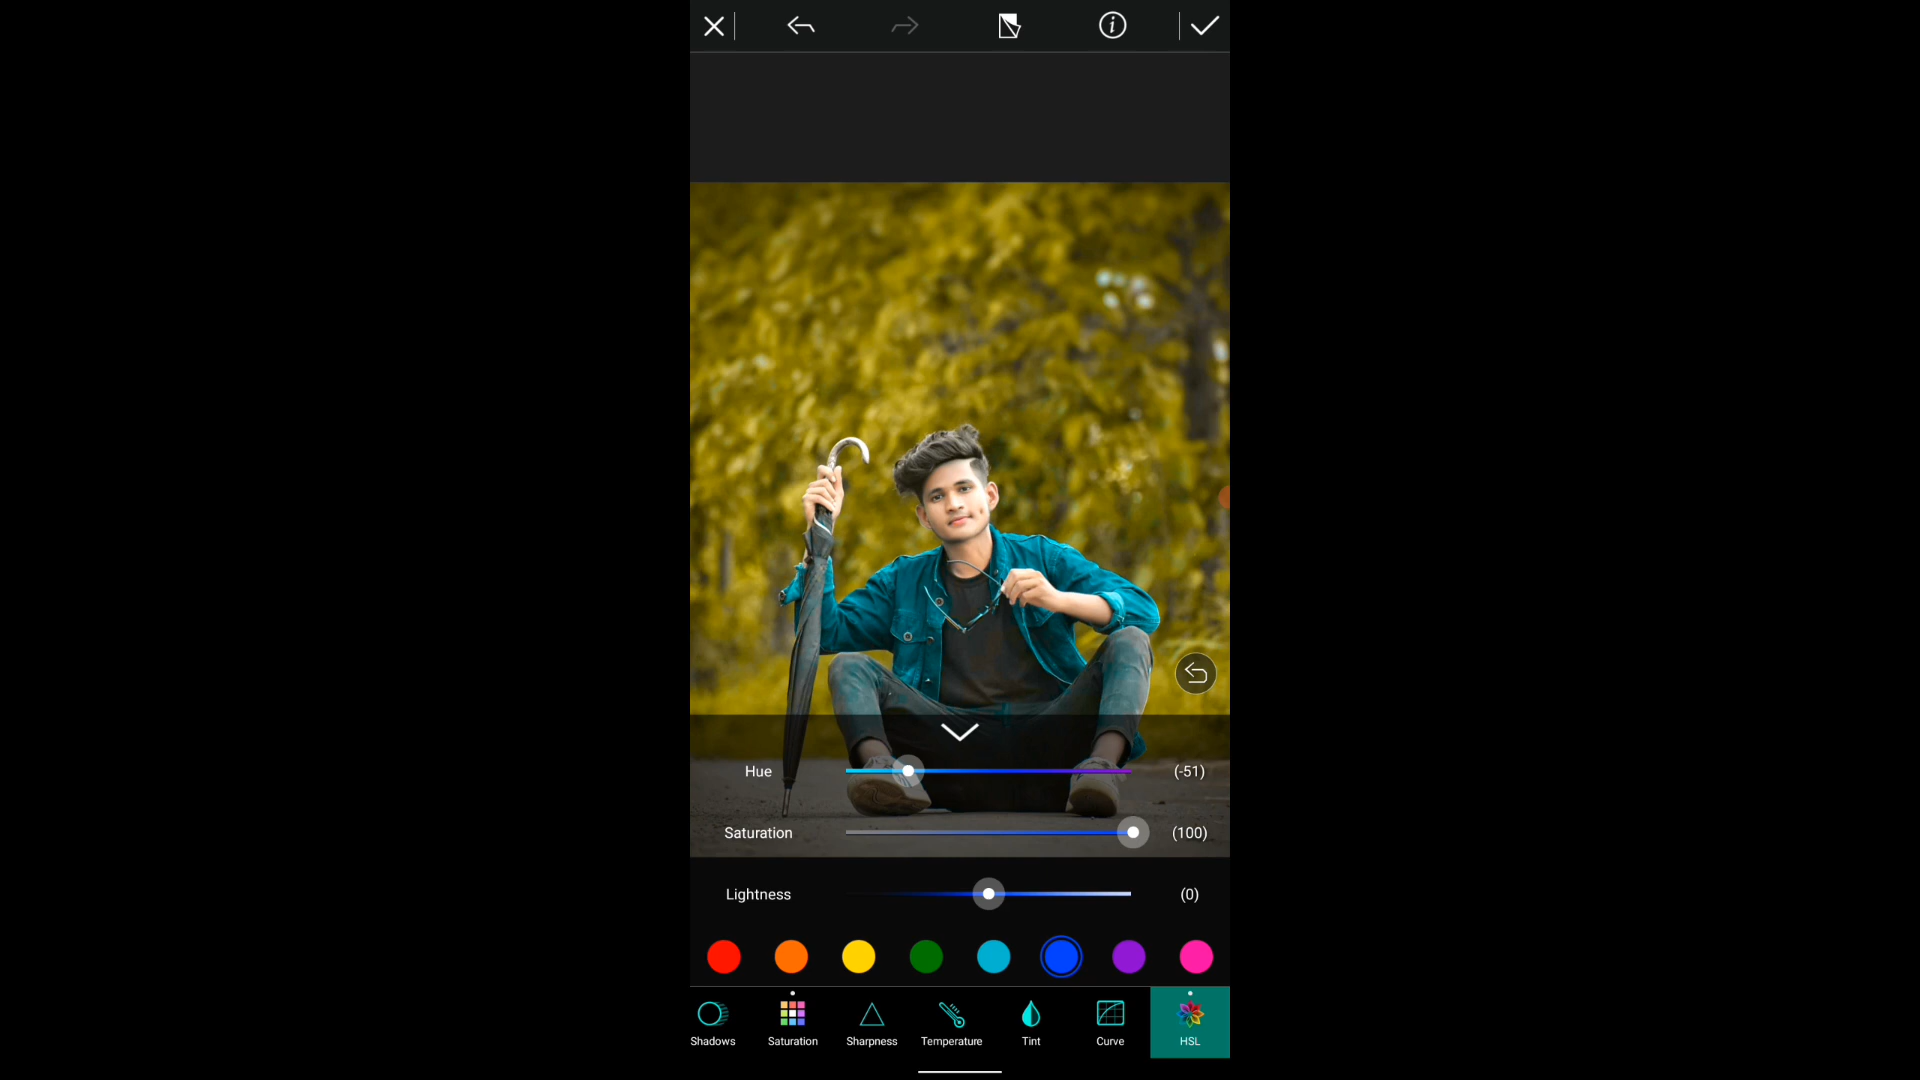 Hue (-51)
Saturation (100)
Lightness (0)
Shadows Saturation Sharpness Temperature Tint Curve HSL